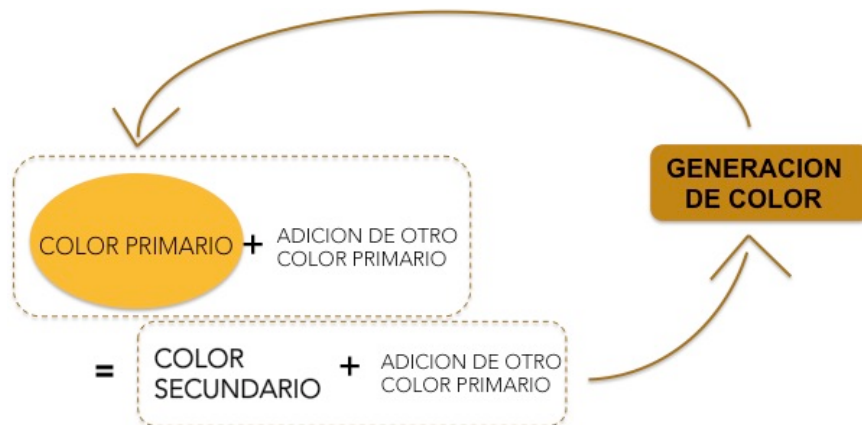 GENERACION
DE COLOR
COLOR PRIMARIO + ADICION DE OTRO
COLOR PRIMARIO
= COLOR
SECUNDARIO + ADICION DE OTRO
COLOR PRIMARIO